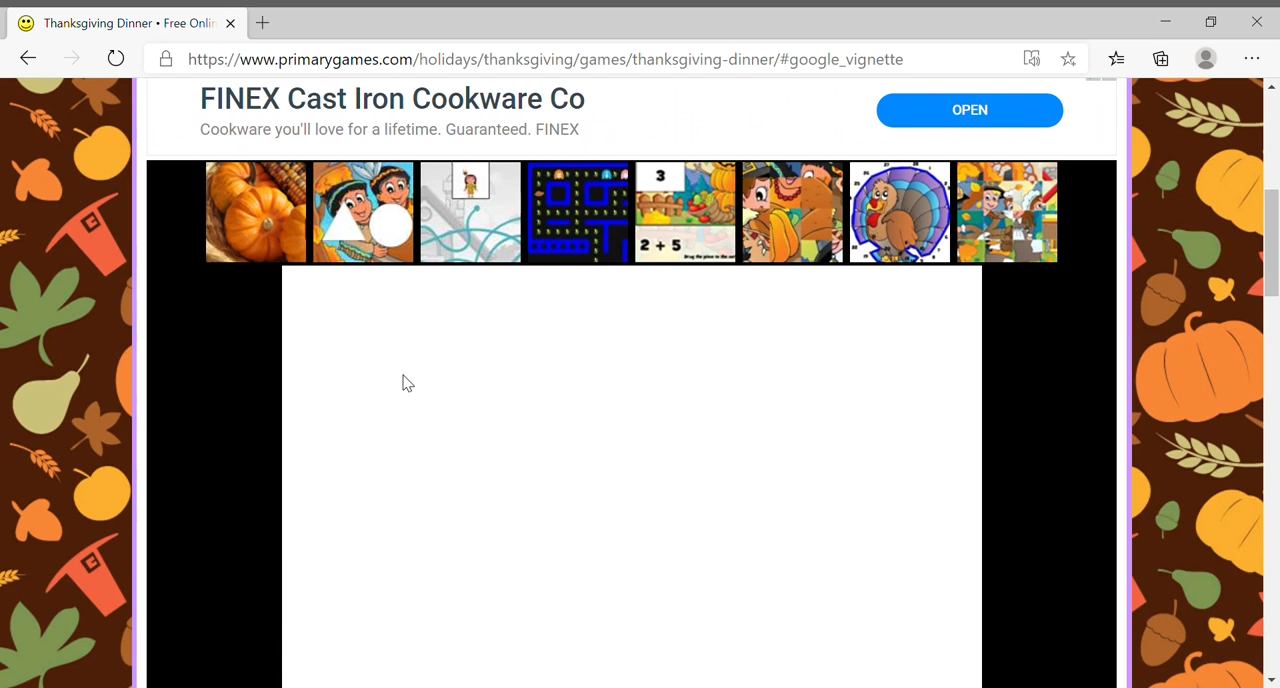 Thanksgiving Dinner • Free Onlin
https://www.primarygames.com/holidays/thanksgiving/games/thanksgiving-dinner/#google_vignette
FINEX Cast Iron Cookware Co
Cookware you'll love for a lifetime. Guaranteed. FINEX
OPEN
3
2 + 5